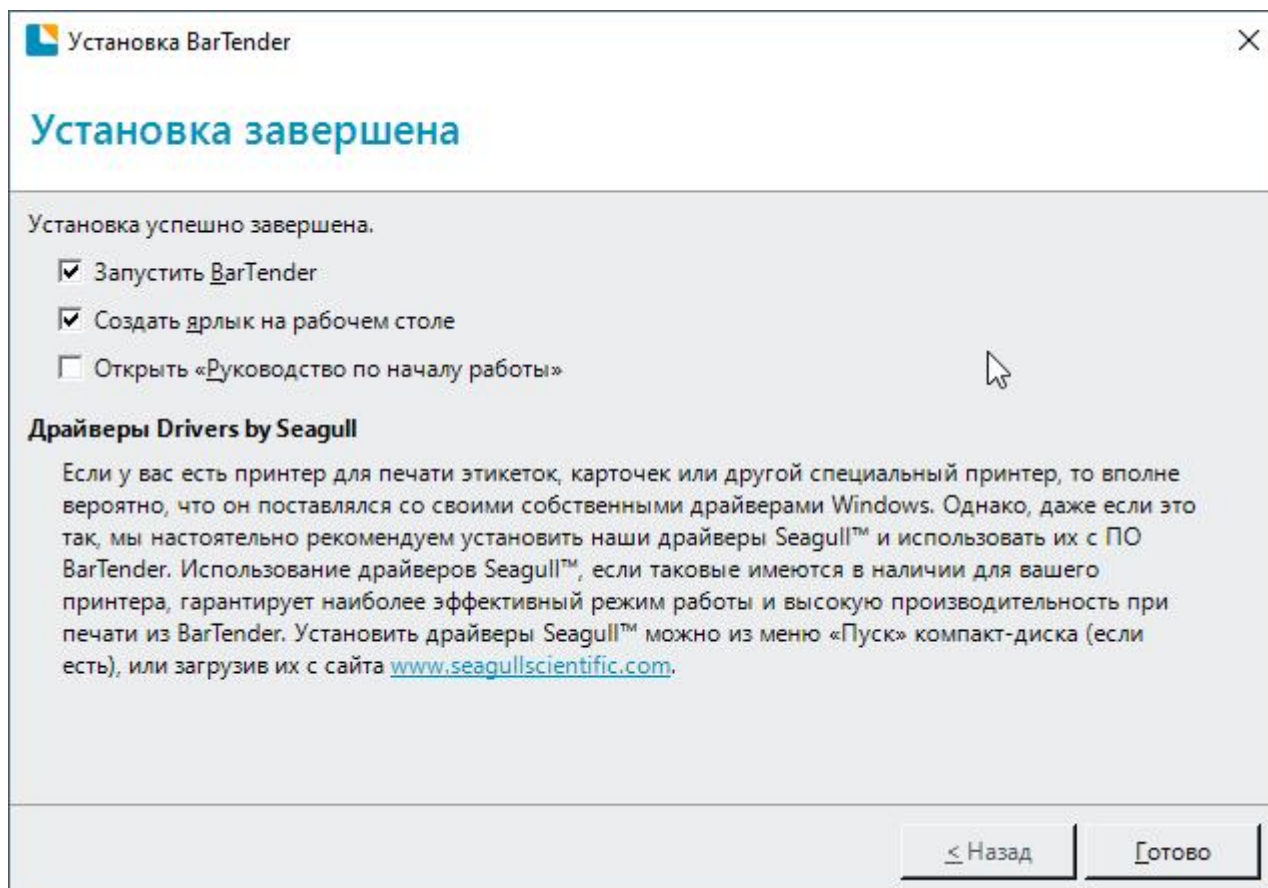 Установка BarTender
Установка завершена
Установка успешно завершена.
Запустить BarTender
Создать ярлык на рабочем столе
Открыть «Руководство по началу работы»
Драйверы Drivers by Seagull
Если у вас есть принтер для печати этикеток, карточек или другой специальный принтер, то вполне
вероятно, что он поставлялся со своими собственными драйверами Windows. Однако, даже если это
так, мы настоятельно рекомендуем установить наши драйверы Seagull™ и использовать их с ПО
BarTender. Использование драйверов Seagull™, если таковые имеются в наличии для вашего
принтера, гарантирует наиболее эффективный режим работы и высокую производительность при
печати из BarTender. Установить драйверы Seagull™ можно из меню «Пуск» компакт-диска (если
есть), или загрузив их с сайта www.seagullscientific.com.
< Назад
Готово